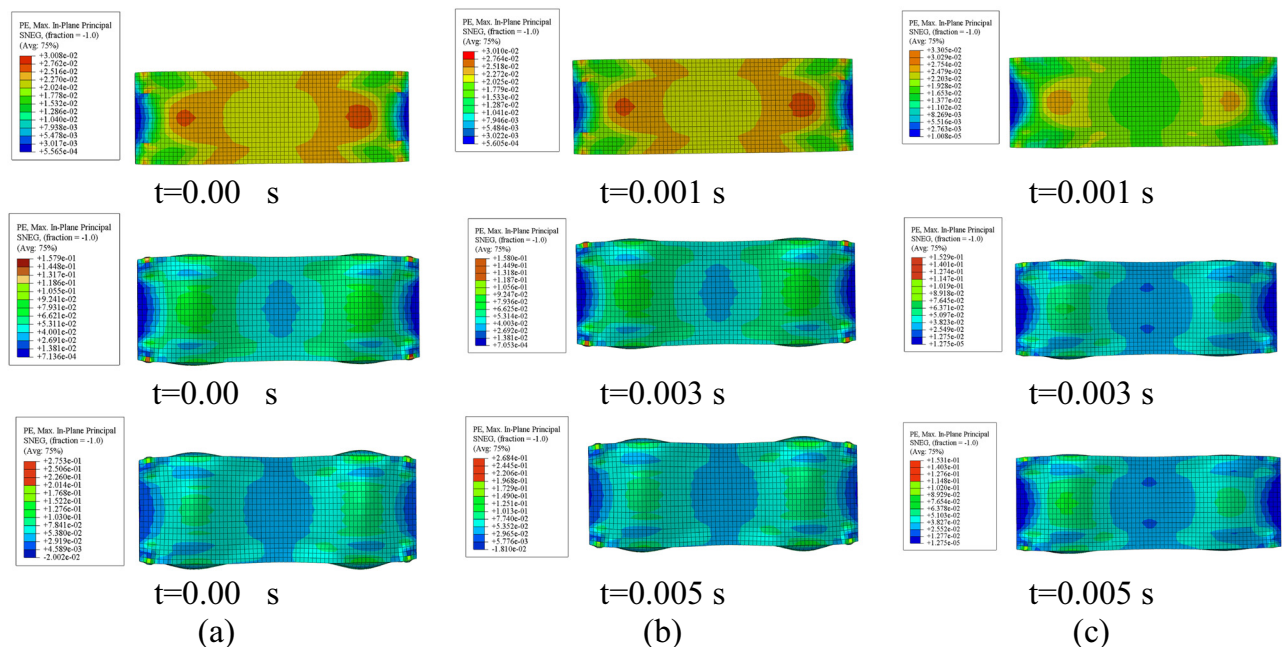 PE, Max. In-Plane Principal
SNEG, (fraction = -1.0)
(Avg: 75%)
+3.008e-02
+2.762e-02
+2.516e-02
+2.270e-02
+2.024e-02
+1.778e-02
+1.532e-02
+1.286e-02
+1.040e-02
+7.938e-03
+5.478e-03
+3.017e-03
+5.565e-04
t=0.00 s
PE, Max. In-Plane Principal
SNEG, (fraction = -1.0)
(Avg: 75%)
+3.010e-02
+2.764e-02
+2.518e-02
+2.272e-02
+2.025e-02
+1.779e-02
+1.533e-02
+1.287e-02
+1.041e-02
+7.946e-03
+5.484e-03
+3.022e-03
+5.605e-04
t=0.001 s
PE, Max. In-Plane Principal
SNEG, (fraction = -1.0)
(Avg: 75%)
+3.305e-02
+3.029e-02
+2.754e-02
+2.479e-02
+2.203e-02
+1.928e-02
+1.653e-02
+1.377e-02
+1.102e-02
+8.269e-03
+5.516e-03
+2.763e-03
+1.008e-05
t=0.001 s
PE, Max. In-Plane Principal
SNEG, (fraction = -1.0)
(Avg: 75%)
+1.579e-01
+1.448e-01
+1.317e-01
+1.186e-01
+1.055e-01
+9.241e-02
+7.931e-02
+6.621e-02
+5.311e-02
+4.001e-02
+2.691e-02
+1.381e-02
+7.136e-04
t=0.00 s
PE, Max. In-Plane Principal
SNEG, (fraction = -1.0)
(Avg: 75%)
+1.580e-01
+1.449e-01
+1.318e-01
+1.187e-01
+1.056e-01
+9.247e-02
+7.936e-02
+6.625e-02
+5.314e-02
+4.003e-02
+2.692e-02
+1.381e-02
+7.053e-04
t=0.003 s
PE, Max. In-Plane Principal
SNEG, (fraction = -1.0)
(Avg: 75%)
+1.529e-01
+1.401e-01
+1.274e-01
+1.147e-01
+1.019e-01
+8.918e-02
+7.645e-02
+6.371e-02
+5.097e-02
+3.823e-02
+2.549e-02
+1.275e-02
+1.275e-05
t=0.003 s
PE, Max. In-Plane Principal
SNEG, (fraction = -1.0)
(Avg: 75%)
+2.753e-01
+2.506e-01
+2.260e-01
+2.014e-01
+1.768e-01
+1.522e-01
+1.276e-01
+1.030e-01
+7.841e-02
+5.380e-02
+2.919e-02
+4.589e-03
-2.002e-02
t=0.00 s
(a)
PE, Max. In-Plane Principal
SNEG, (fraction = -1.0)
(Avg: 75%)
+2.684e-01
+2.445e-01
+2.206e-01
+1.968e-01
+1.729e-01
+1.490e-01
+1.251e-01
+1.013e-01
+7.740e-02
+5.352e-02
+2.965e-02
+5.776e-03
-1.810e-02
t=0.005 s
(b)
PE, Max. In-Plane Principal
SNEG, (fraction = -1.0)
(Avg: 75%)
+1.531e-01
+1.403e-01
+1.276e-01
+1.148e-01
+1.020e-01
+8.929e-02
+7.654e-02
+6.378e-02
+5.103e-02
+3.827e-02
+2.552e-02
+1.277e-02
+1.275e-05
t=0.005 s
(c)